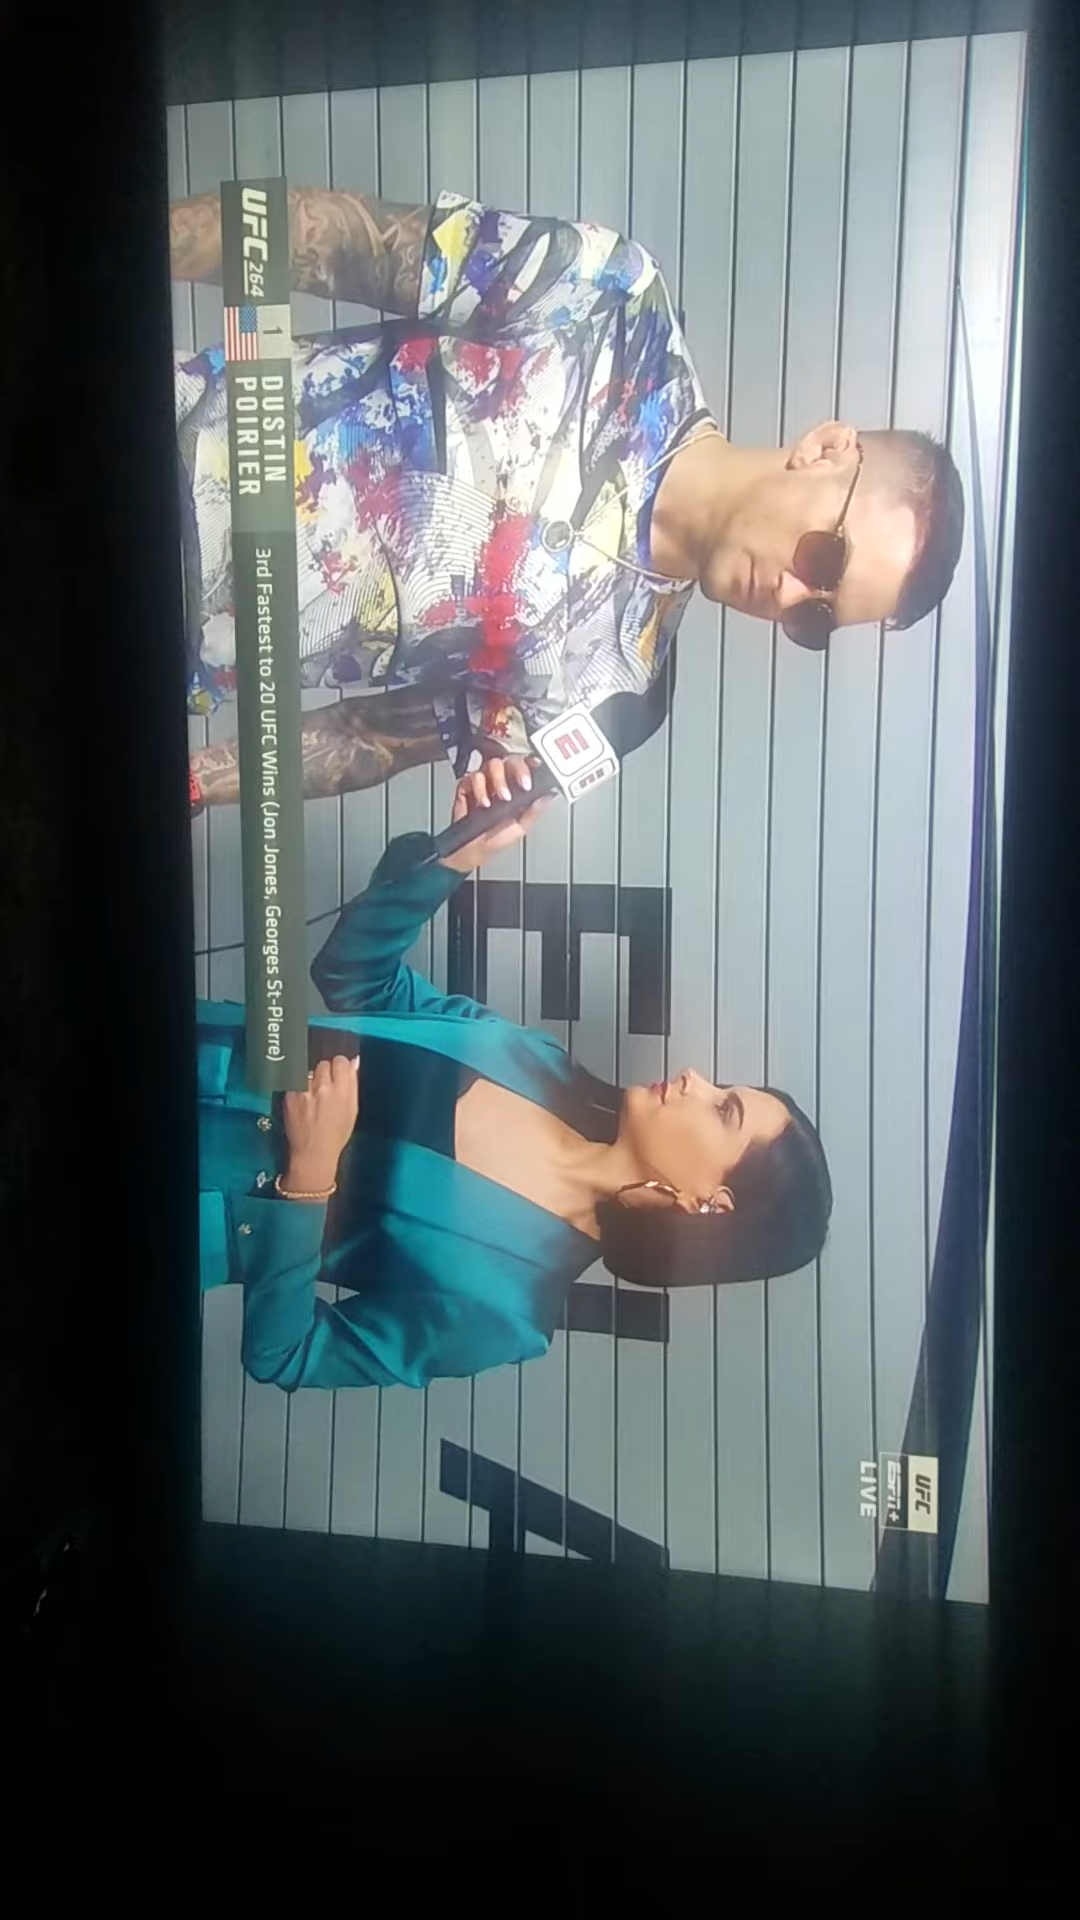 UFC
ESPN+
LIVE
E I A
E
UFC 264
1
DUSTIN
POIRIER
3rd Fastest to 20 UFC Wins (Jon Jones, Georges St-Pierre)